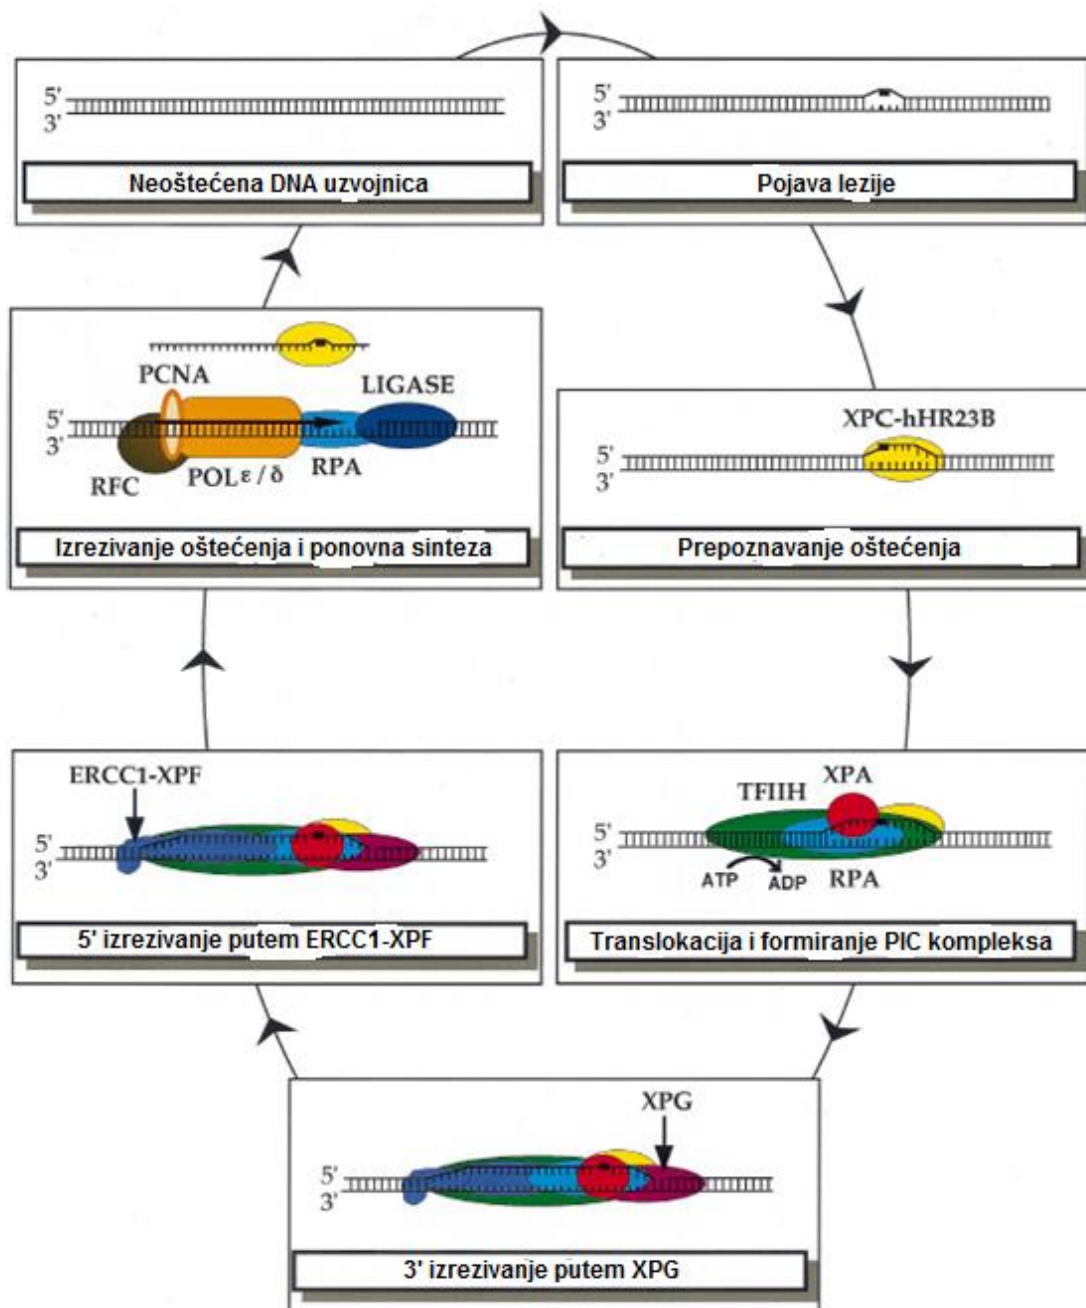 5'
3'
Neoštećena DNA uzvojnica
5'
3'
Pojava lezije
XPC-hHR23B
5'
3'
Prepoznavanje oštećenja
XPA
TFIIH
5'
3'
ATP ADP
RPA
Translokacija i formiranje PIC kompleksa
XPG
5'
3'
3' izrezivanje putem XPG
ERCC1-XPF
5'
3'
5' izrezivanje putem ERCC1-XPF
PCNA
LIGASE
5'
3'
RFC
POL ε / δ
RPA
Izrezivanje oštećenja i ponovna sinteza